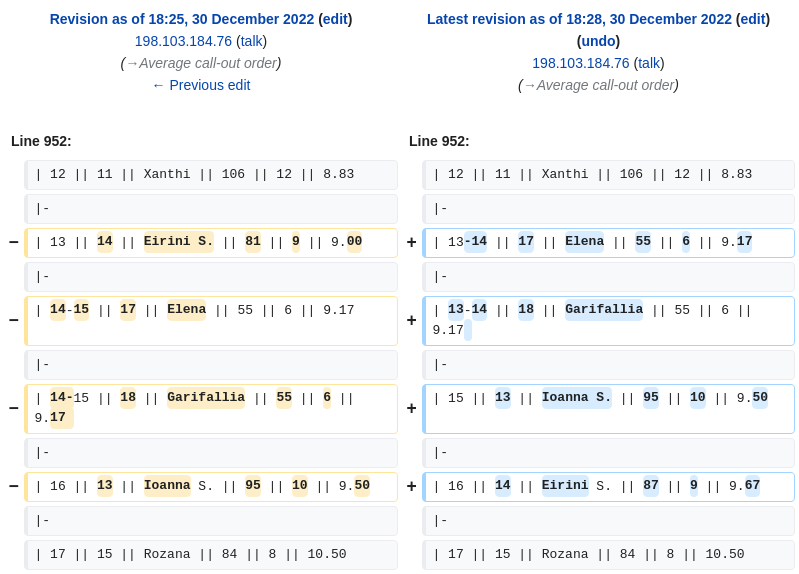 Revision as of 18:25, 30 December 2022 (edit)
198.103.184.76 (talk)
(→Average call-out order)
← Previous edit
Latest revision as of 18:28, 30 December 2022 (edit)
(undo)
198.103.184.76 (talk)
(→Average call-out order)
Line 952:
Line 952:
| 12 || 11 || Xanthi || 106 || 12 || 8.83
| 12 || 11 || Xanthi || 106 || 12 || 8.83
|-
|-
− | 13 || 14 || Eirini S. || 81 || 9 || 9.00
+ | 13-14 || 17 || Elena || 55 || 6 || 9.17
|-
|-
− | 14-15 || 17 || Elena || 55 || 6 || 9.17
+ | 13-14 || 18 || Garifallia || 55 || 6 ||
9.17
|-
|-
− | 14-15 || 18 || Garifallia || 55 || 6 ||
9.17
+ | 15 || 13 || Ioanna S. || 95 || 10 || 9.50
|-
|-
− | 16 || 13 || Ioanna S. || 95 || 10 || 9.50
+ | 16 || 14 || Eirini S. || 87 || 9 || 9.67
|-
|-
| 17 || 15 || Rozana || 84 || 8 || 10.50
| 17 || 15 || Rozana || 84 || 8 || 10.50